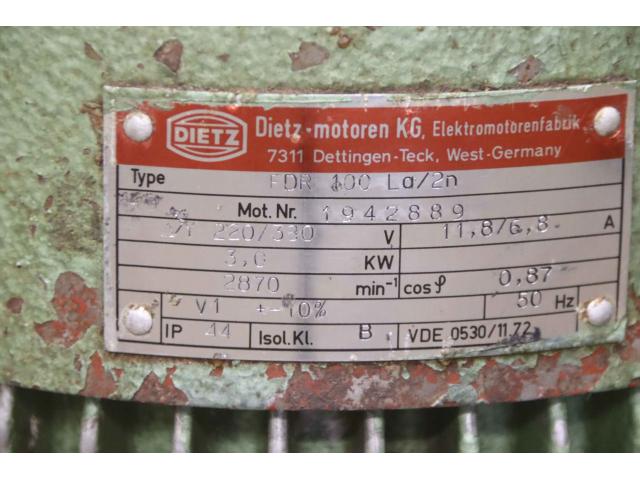 DIETZ
Dietz-motoren KG, Elektromotorenfabrik
7311 Dettingen-Teck, West-Germany
Type FDR 100 La/2n
Mot. Nr. 1942889
220/380 V 11,8/6,8 A
3,0 KW
2870 min⁻¹ cos φ 0,87
V1 +-10% 50 Hz
IP 44 Isol.Kl. B VDE 0530/11.72